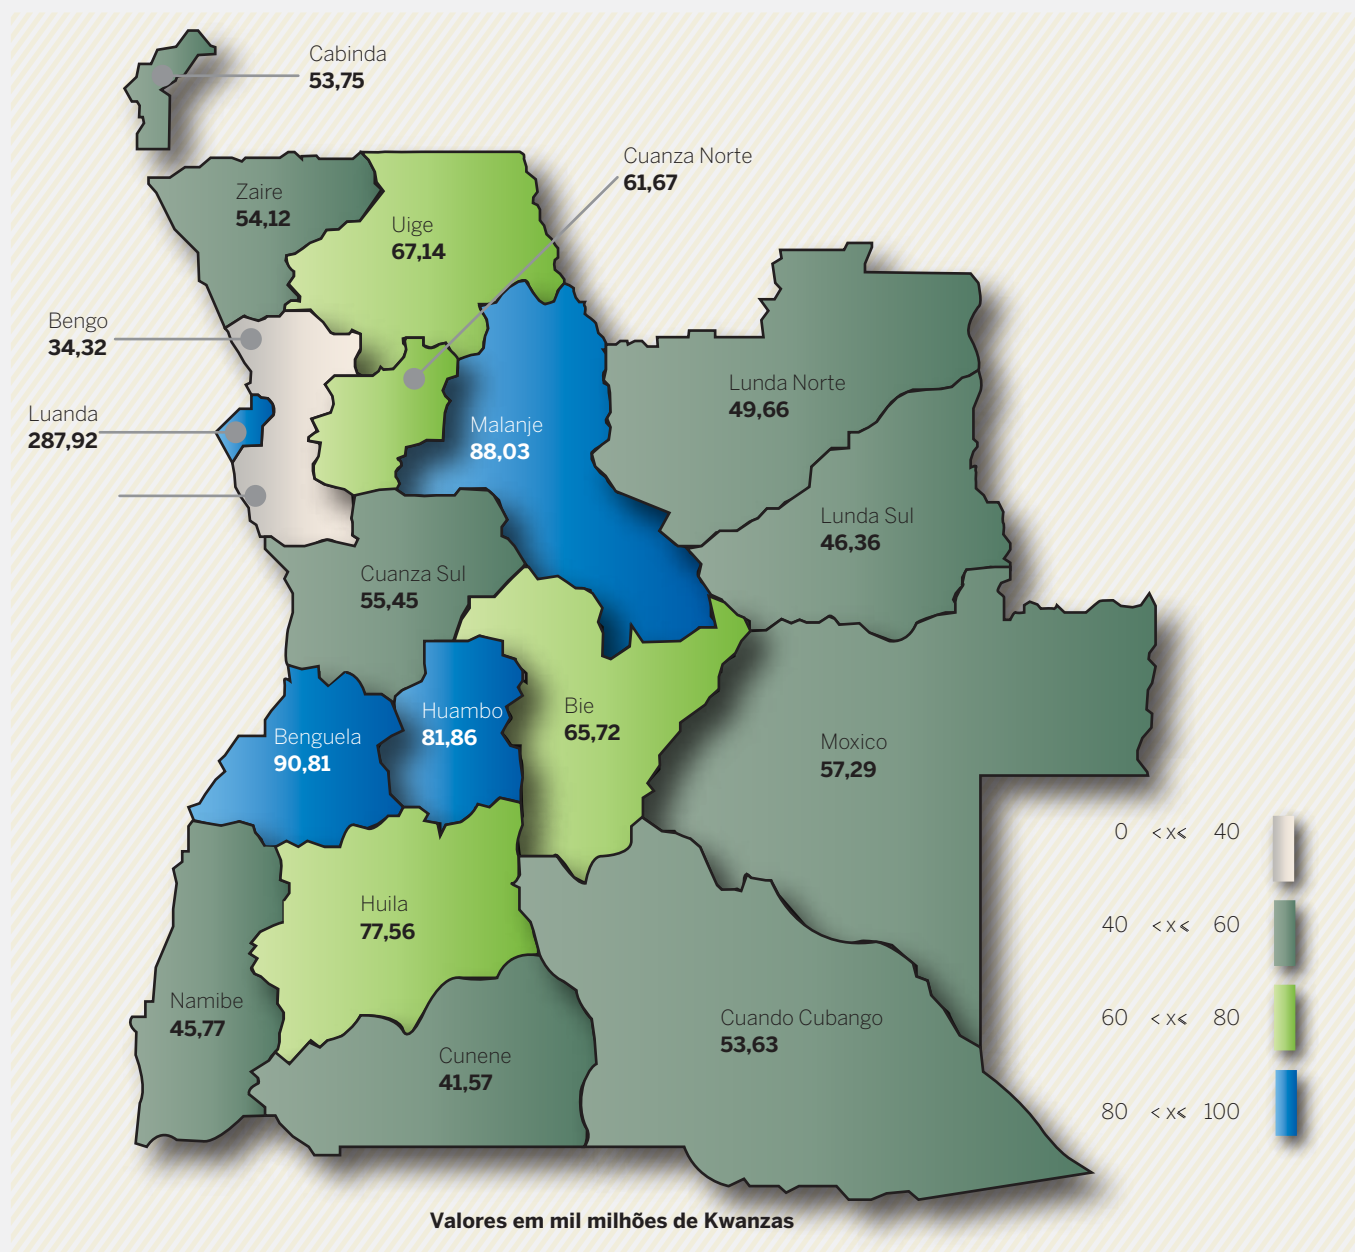 Cabinda
53,75
Cuanza Norte
61,67
Zaire
54,12
Uige
67,14
Bengo
34,32
Luanda
287,92
Malanje
88,03
Lunda Norte
49,66
Lunda Sul
46,36
Cuanza Sul
55,45
Huambo
81,86
Bie
65,72
Benguela
90,81
Moxico
57,29
0 < x < 40
40 < x < 60
60 < x < 80
80 < x < 100
Huila
77,56
Namibe
45,77
Cunene
41,57
Cuando Cubango
53,63
Valores em mil milhões de Kwanzas